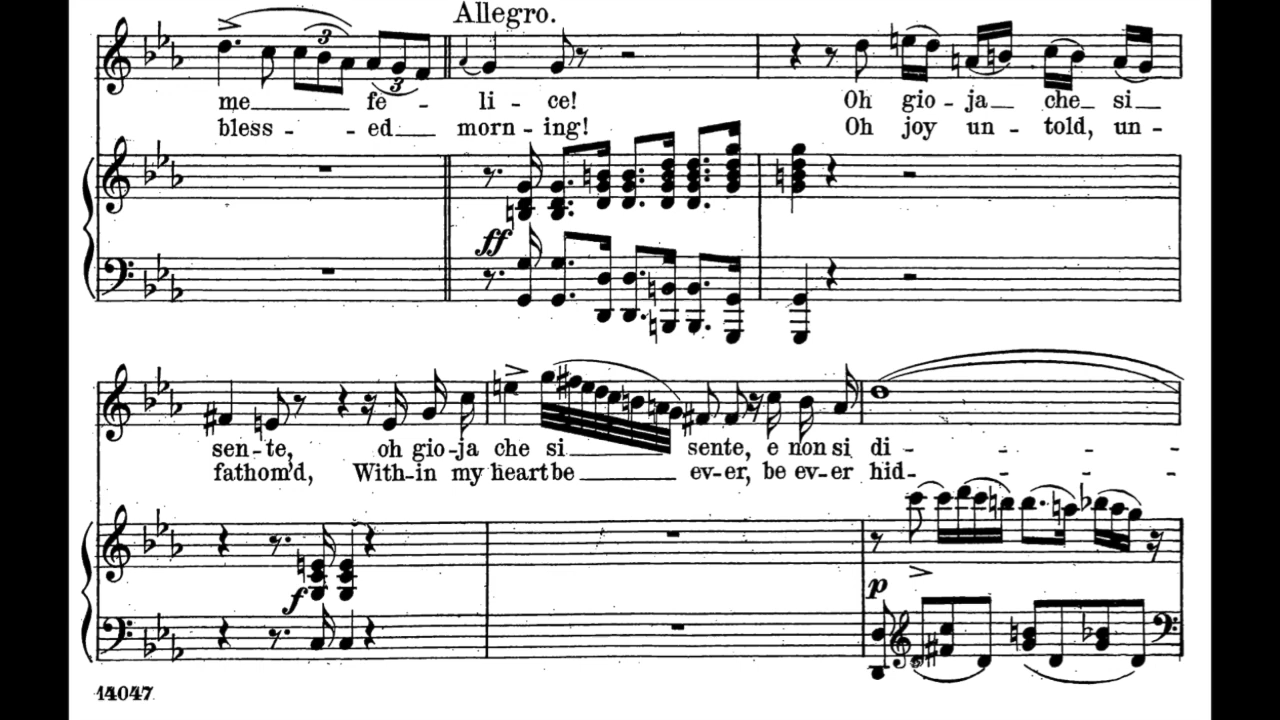 Allegro.
3 3
me fe - li - ce! Oh gio - ja che si
bless - ed morn - ing! Oh joy un - told, un -
ff
sen - te, oh gio - ja che si sente, e non si di -
fathom'd, With - in my heart be ev - er, be ev - er hid -
f p
14047